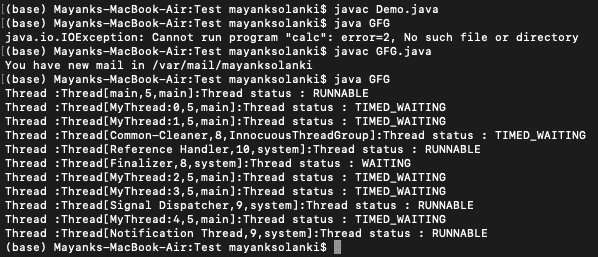 (base) Mayanks-MacBook-Air:Test mayanksolanki$ javac Demo.java
(base) Mayanks-MacBook-Air:Test mayanksolanki$ java GFG
java.io.IOException: Cannot run program "calc": error=2, No such file or directory
(base) Mayanks-MacBook-Air:Test mayanksolanki$ javac GFG.java
You have new mail in /var/mail/mayanksolanki
(base) Mayanks-MacBook-Air:Test mayanksolanki$ java GFG
Thread :Thread[main,5,main]:Thread status : RUNNABLE
Thread :Thread[MyThread:0,5,main]:Thread status : TIMED_WAITING
Thread :Thread[MyThread:1,5,main]:Thread status : TIMED_WAITING
Thread :Thread[Common-Cleaner,8,InnocuousThreadGroup]:Thread status : TIMED_WAITING
Thread :Thread[Reference Handler,10,system]:Thread status : RUNNABLE
Thread :Thread[Finalizer,8,system]:Thread status : WAITING
Thread :Thread[MyThread:2,5,main]:Thread status : TIMED_WAITING
Thread :Thread[MyThread:3,5,main]:Thread status : TIMED_WAITING
Thread :Thread[Signal Dispatcher,9,system]:Thread status : RUNNABLE
Thread :Thread[MyThread:4,5,main]:Thread status : TIMED_WAITING
Thread :Thread[Notification Thread,9,system]:Thread status : RUNNABLE
(base) Mayanks-MacBook-Air:Test mayanksolanki$